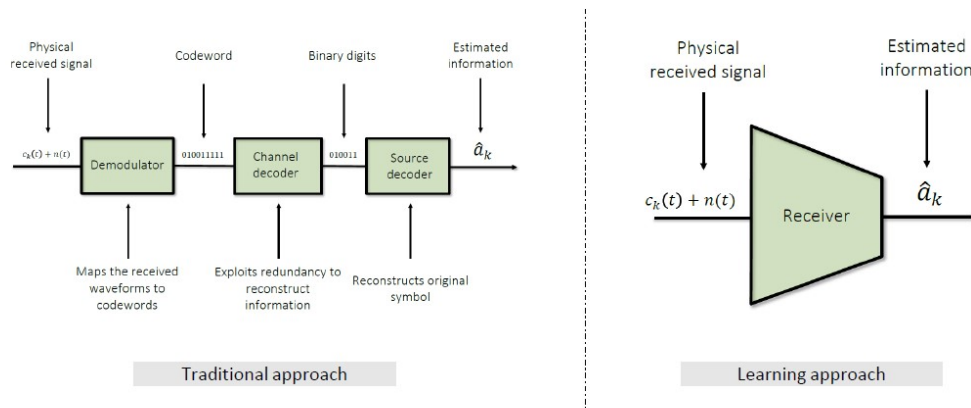 Physical
received signal
Codeword
Binary digits
Estimated
information
c_k(t) + n(t)
Demodulator
010011111
Channel
decoder
010011
Source
decoder
â_k
Maps the received
waveforms to
codewords
Exploits redundancy to
reconstruct
information
Reconstructs original
symbol
Traditional approach
Physical
received signal
Estimated
information
c_k(t) + n(t)
Receiver
â_k
Learning approach